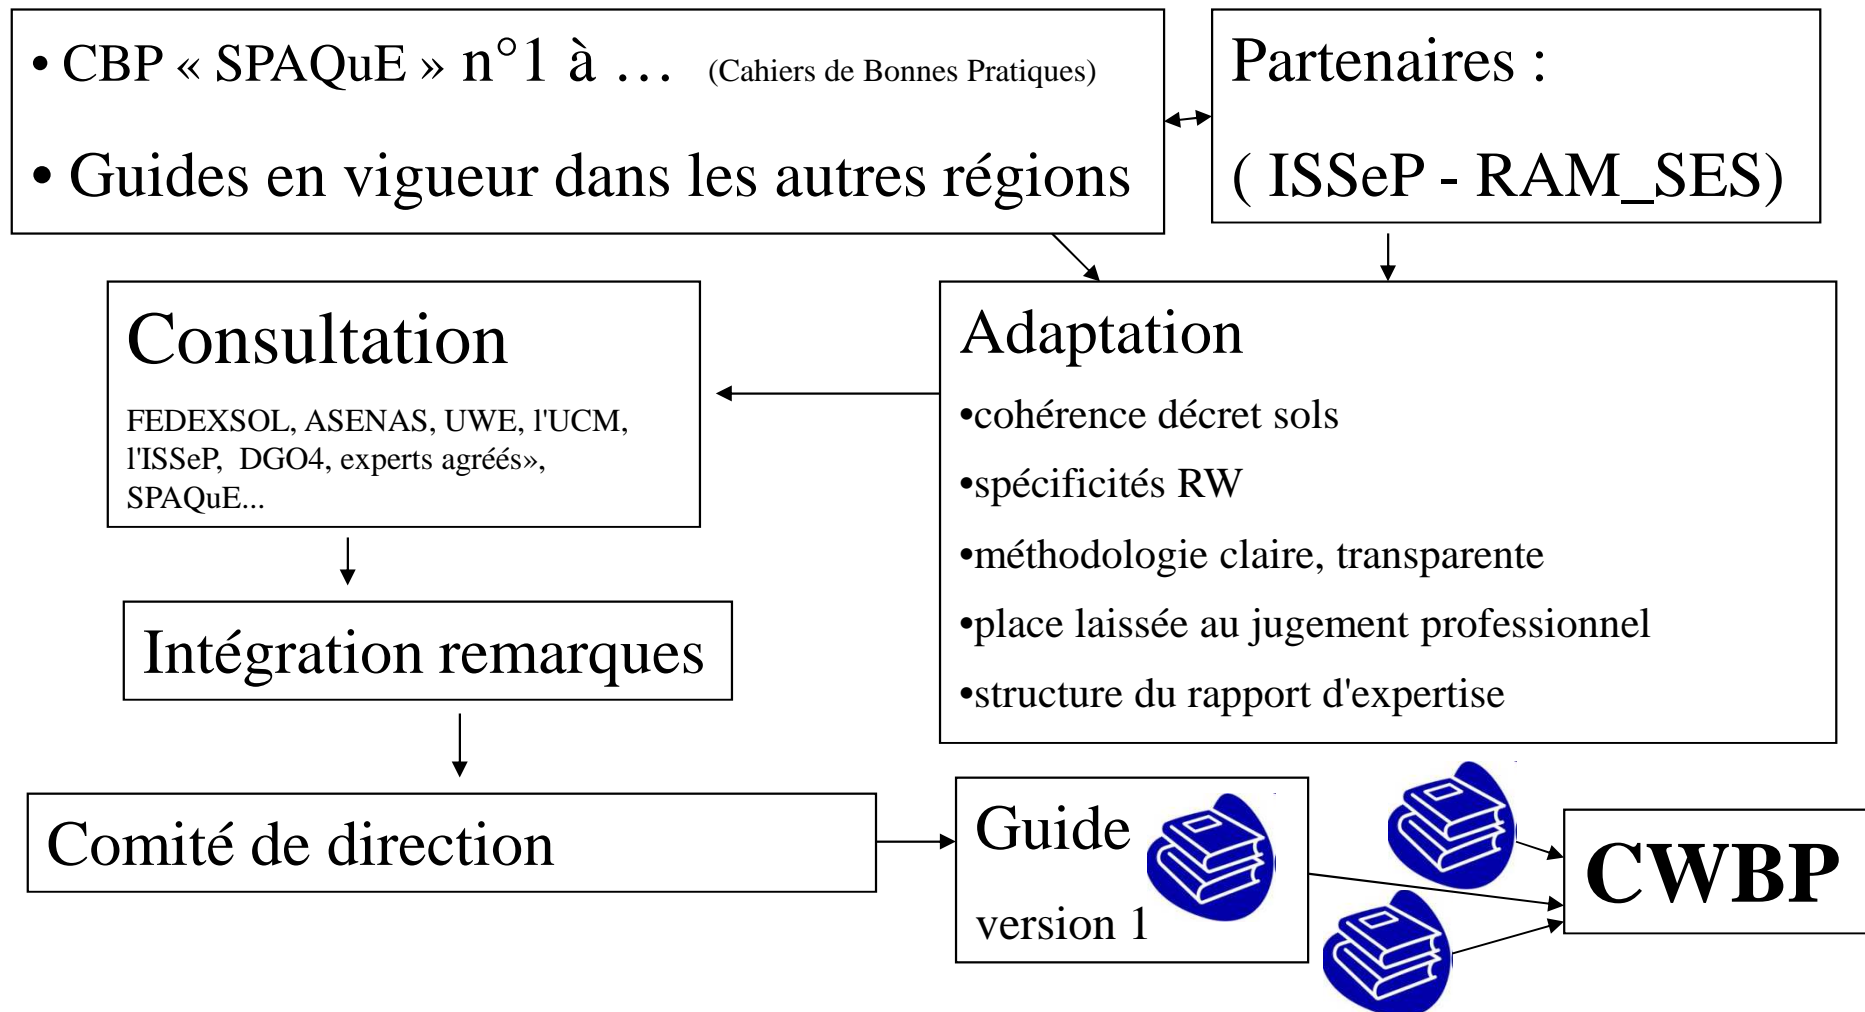 • CBP « SPAQuE » n°1 à … (Cahiers de Bonnes Pratiques)
• Guides en vigueur dans les autres régions
Partenaires :
( ISSeP - RAM_SES)
Consultation
FEDEXSOL, ASENAS, UWE, l'UCM,
l'ISSeP, DGO4, experts agréés»,
SPAQuE...
Adaptation
•cohérence décret sols
•spécificités RW
•méthodologie claire, transparente
•place laissée au jugement professionnel
•structure du rapport d'expertise
Intégration remarques
Comité de direction
Guide
version 1
CWBP